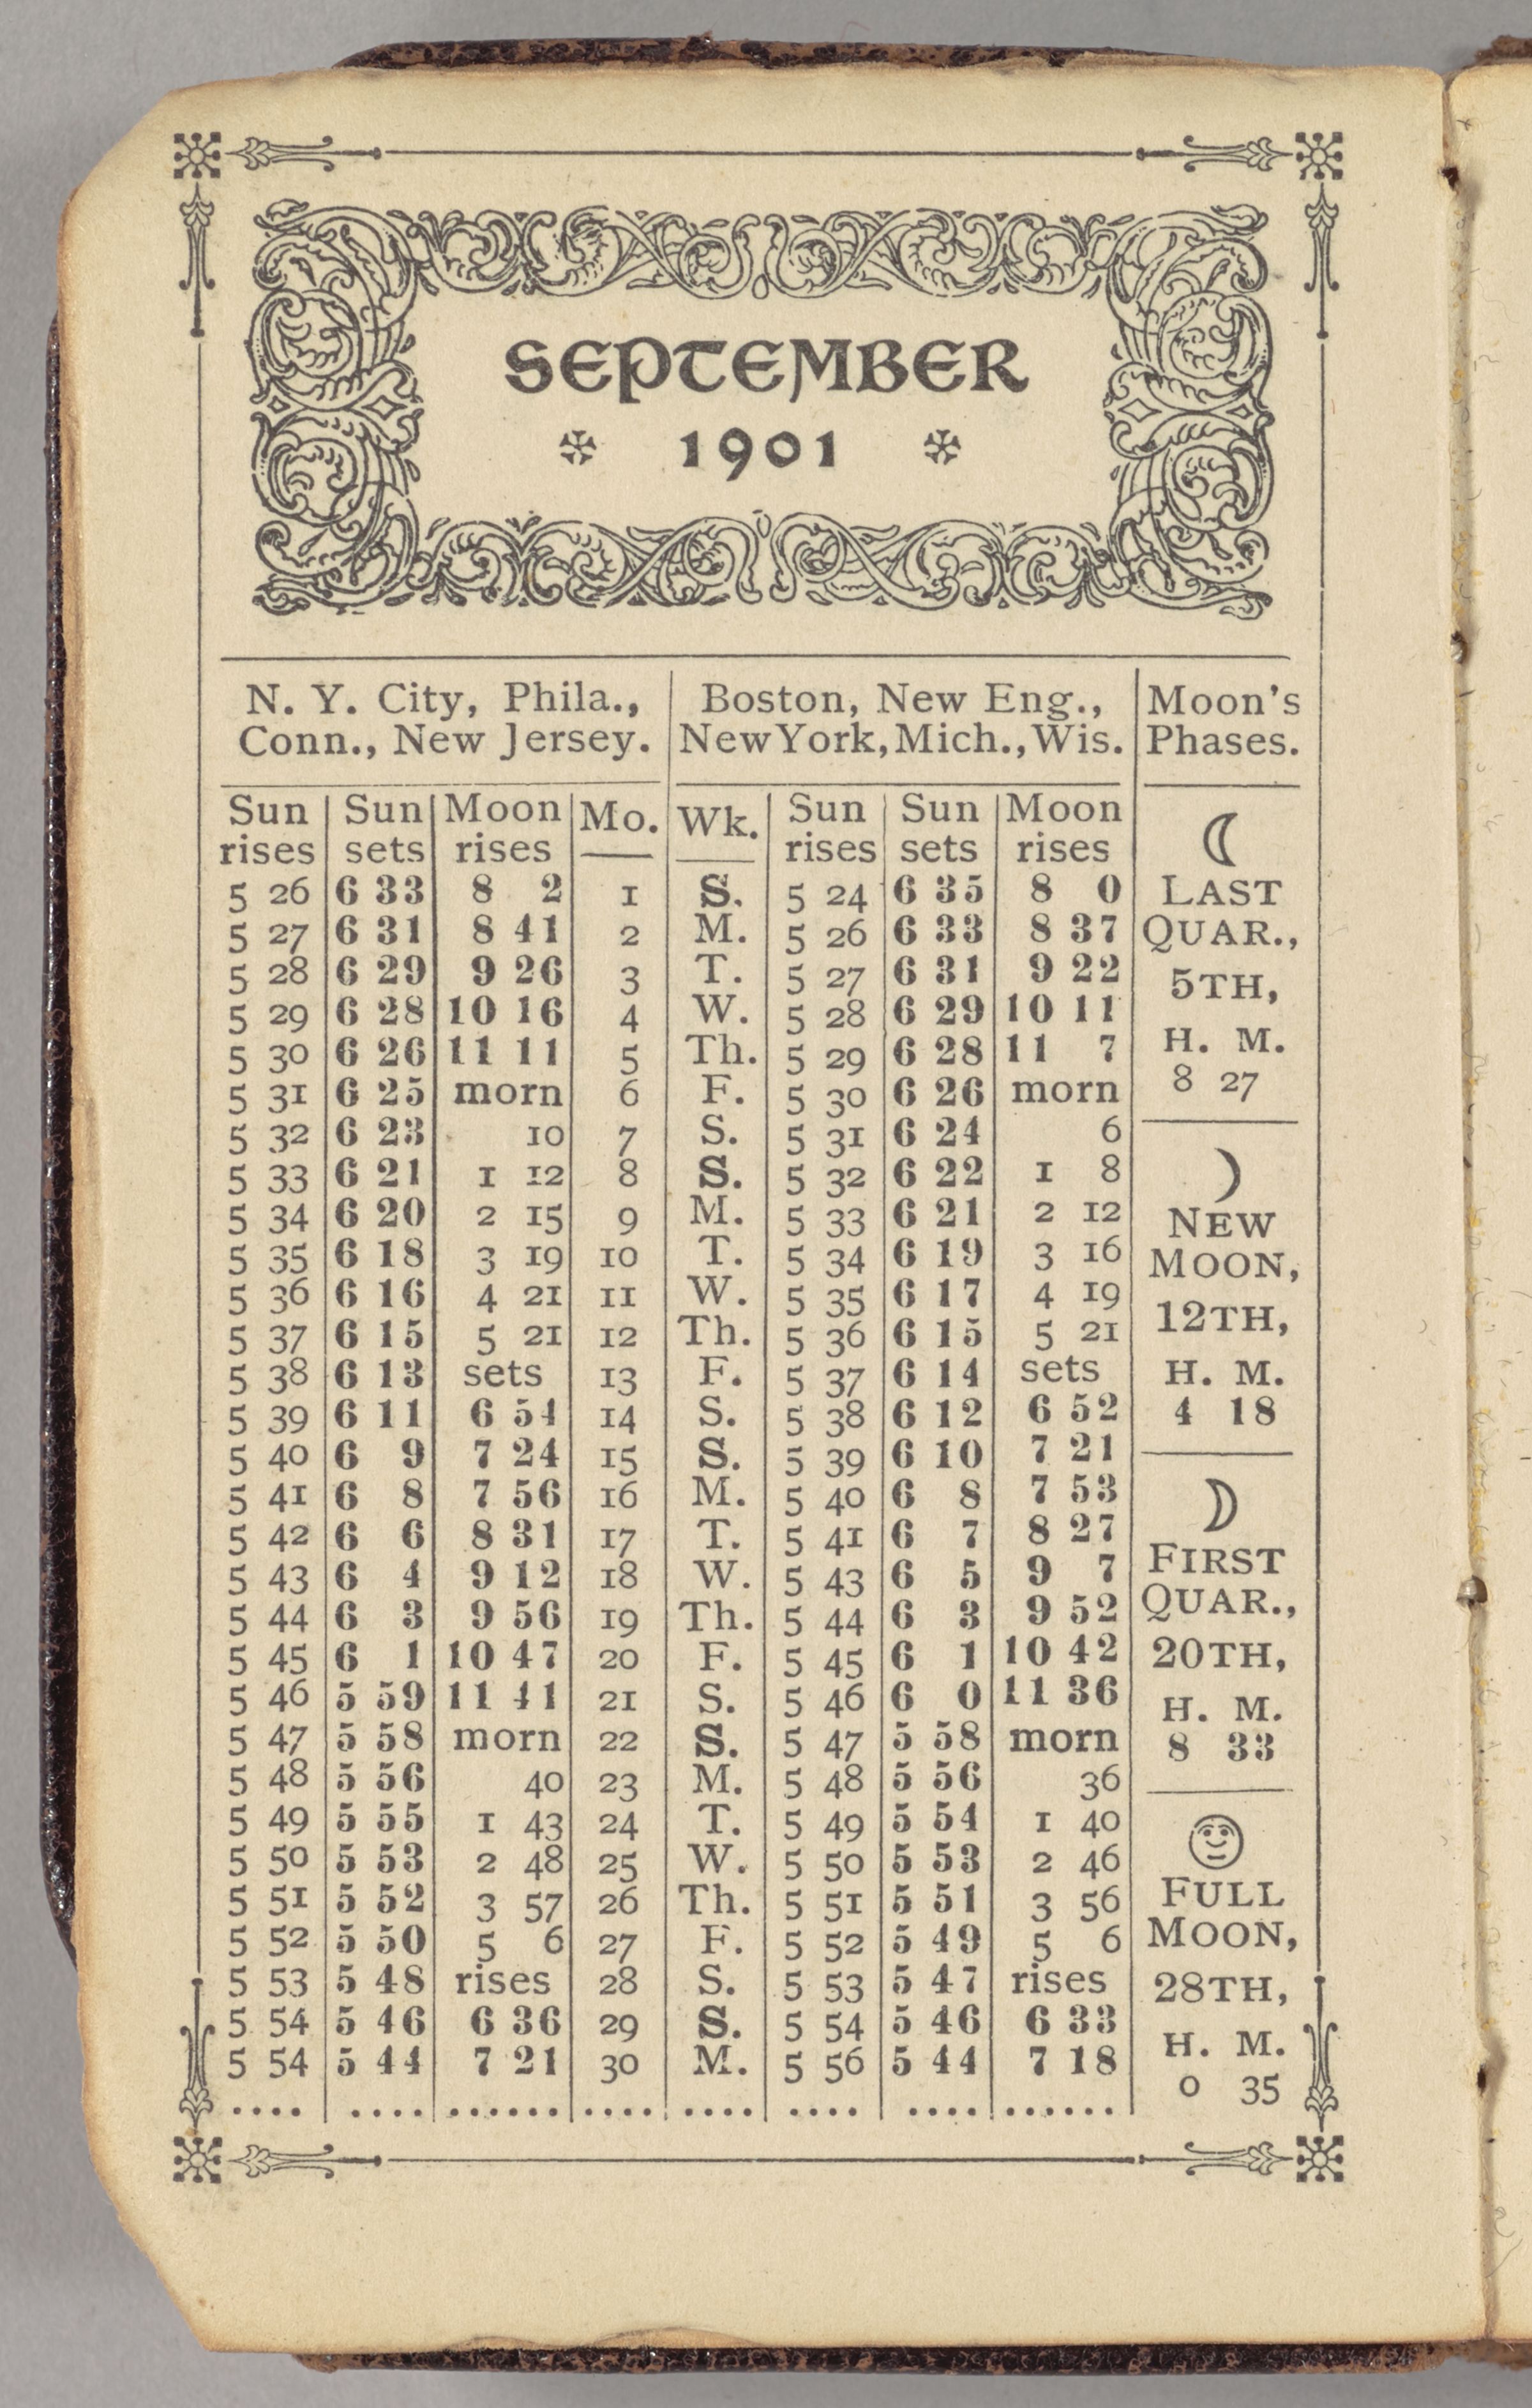 SEPTEMBER
1901
N. Y. City, Phila., Conn., New Jersey. | Boston, New Eng., New York, Mich., Wis. | Moon's Phases.
Sun rises | Sun sets | Moon rises | Mo. | Wk. | Sun rises | Sun sets | Moon rises
5 26 | 6 33 | 8 2 | 1 | S. | 5 24 | 6 35 | 8 0
5 27 | 6 31 | 8 41 | 2 | M. | 5 26 | 6 33 | 8 37
5 28 | 6 29 | 9 26 | 3 | T. | 5 27 | 6 31 | 9 22
5 29 | 6 28 | 10 16 | 4 | W. | 5 28 | 6 29 | 10 11
5 30 | 6 26 | 11 11 | 5 | Th. | 5 29 | 6 28 | 11 7
5 31 | 6 25 | morn | 6 | F. | 5 30 | 6 26 | morn
5 32 | 6 23 | 10 | 7 | S. | 5 31 | 6 24 | 6
5 33 | 6 21 | 1 12 | 8 | S. | 5 32 | 6 22 | 1 8
5 34 | 6 20 | 2 15 | 9 | M. | 5 33 | 6 21 | 2 12
5 35 | 6 18 | 3 19 | 10 | T. | 5 34 | 6 19 | 3 16
5 36 | 6 16 | 4 21 | 11 | W. | 5 35 | 6 17 | 4 19
5 37 | 6 15 | 5 21 | 12 | Th. | 5 36 | 6 15 | 5 21
5 38 | 6 13 | sets | 13 | F. | 5 37 | 6 14 | sets
5 39 | 6 11 | 6 54 | 14 | S. | 5 38 | 6 12 | 6 52
5 40 | 6 9 | 7 24 | 15 | S. | 5 39 | 6 10 | 7 21
5 41 | 6 8 | 7 56 | 16 | M. | 5 40 | 6 8 | 7 53
5 42 | 6 6 | 8 31 | 17 | T. | 5 41 | 6 7 | 8 27
5 43 | 6 4 | 9 12 | 18 | W. | 5 43 | 6 5 | 9 7
5 44 | 6 3 | 9 56 | 19 | Th. | 5 44 | 6 3 | 9 52
5 45 | 6 1 | 10 47 | 20 | F. | 5 45 | 6 1 | 10 42
5 46 | 5 59 | 11 41 | 21 | S. | 5 46 | 6 0 | 11 36
5 47 | 5 58 | morn | 22 | S. | 5 47 | 5 58 | morn
5 48 | 5 56 | 40 | 23 | M. | 5 48 | 5 56 | 36
5 49 | 5 55 | 1 43 | 24 | T. | 5 49 | 5 54 | 1 40
5 50 | 5 53 | 2 48 | 25 | W. | 5 50 | 5 53 | 2 46
5 51 | 5 52 | 3 57 | 26 | Th. | 5 51 | 5 51 | 3 56
5 52 | 5 50 | 5 6 | 27 | F. | 5 52 | 5 49 | 5 6
5 53 | 5 48 | rises | 28 | S. | 5 53 | 5 47 | rises
5 54 | 5 46 | 6 36 | 29 | S. | 5 54 | 5 46 | 6 33
5 54 | 5 44 | 7 21 | 30 | M. | 5 56 | 5 44 | 7 18
LAST
QUAR.,
5TH,
H. M.
8 27
NEW
MOON,
12TH,
H. M.
4 18
FIRST
QUAR.,
20TH,
H. M.
8 33
FULL
MOON,
28TH,
H. M.
0 35